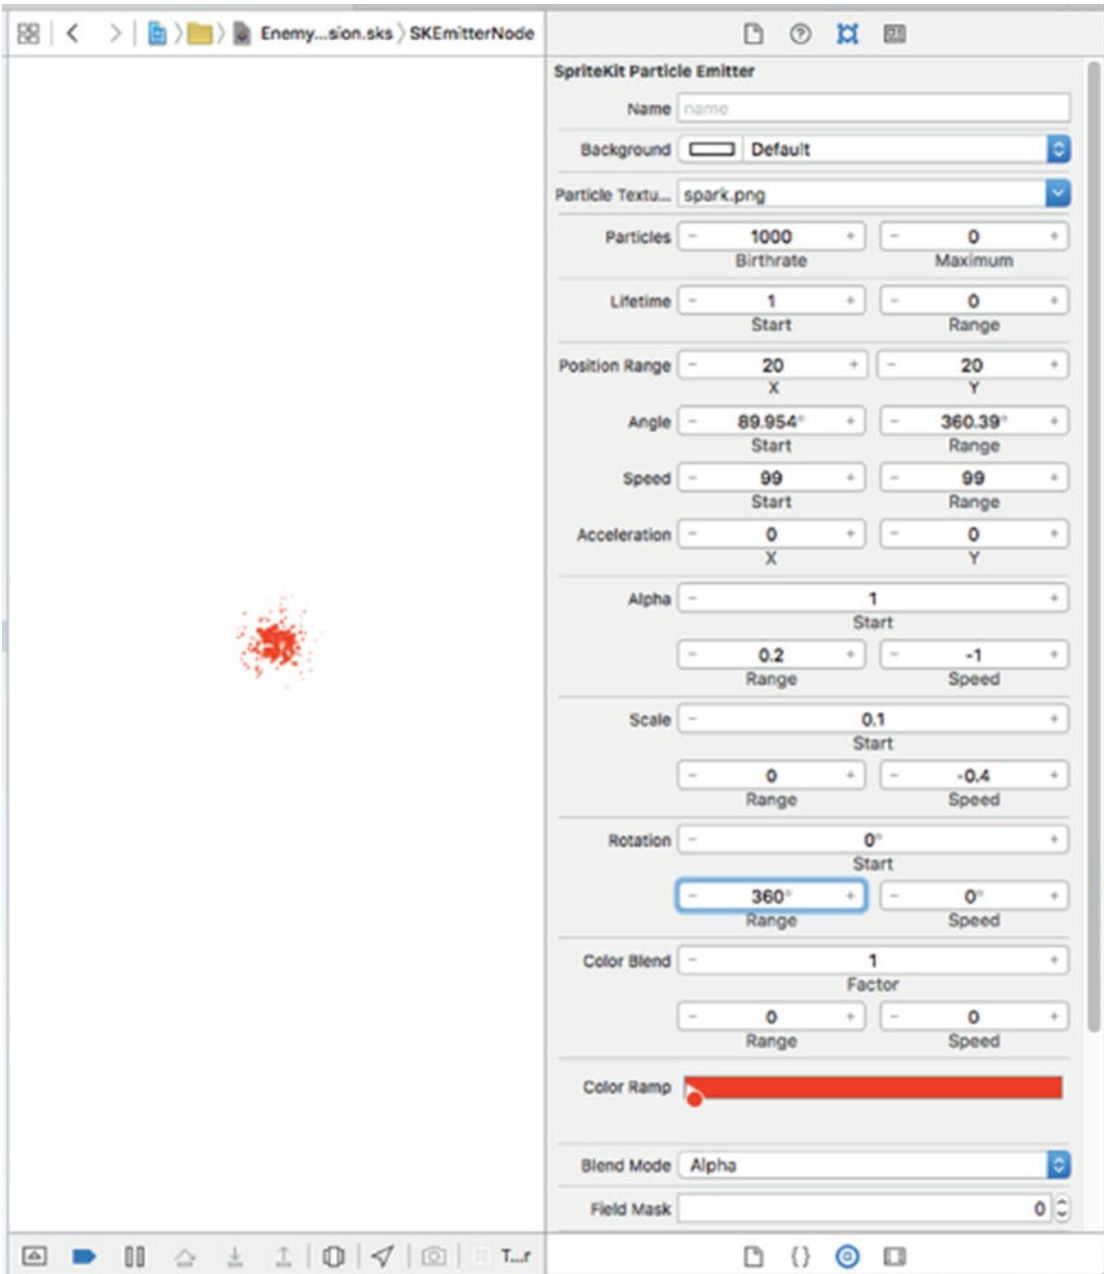 Enemy...sion.sks SKEmitterNode
SpriteKit Particle Emitter
Name name
Background Default
Particle Textu... spark.png
Particles - 1000 + - 0 +
Birthrate Maximum
Lifetime - 1 + - 0 +
Start Range
Position Range - 20 + - 20 +
X Y
Angle - 89.954° + - 360.39° +
Start Range
Speed - 99 + - 99 +
Start Range
Acceleration - 0 + - 0 +
X Y
Alpha - 1 +
Start
- 0.2 + - -1 +
Range Speed
Scale - 0.1 +
Start
- 0 + - -0.4 +
Range Speed
Rotation - 0° +
Start
- 360° + - 0° +
Range Speed
Color Blend - 1 +
Factor
- 0 + - 0 +
Range Speed
Color Ramp
Blend Mode Alpha
Field Mask 0
T...r { }